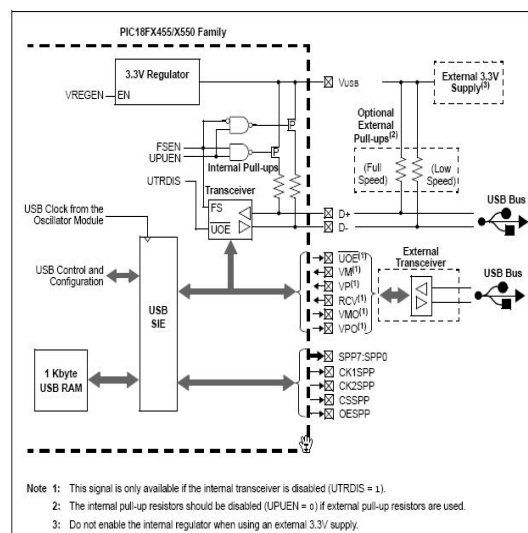 PIC18FX455/X550 Family
3.3V Regulator
VREGEN
EN
VUSB
External 3.3V
Supply(3)
P
FSEN
UPUEN
P
Internal Pull-ups
Optional
External
Pull-ups(2)
(Full
Speed)
(Low
Speed)
UTRDIS
Transceiver
FS
UOE
D+
D-
USB Bus
USB Clock from the
Oscillator Module
USB Control and
Configuration
USB
SIE
UOE(1)
VM(1)
VP(1)
RCV(1)
VMO(1)
VPO(1)
External
Transceiver
USB Bus
1 Kbyte
USB RAM
SPP7:SPP0
CK1SPP
CK2SPP
CSSPP
OESPP
Note 1: This signal is only available if the internal transceiver is disabled (UTRDIS = 1).
2: The internal pull-up resistors should be disabled (UPUEN = 0) if external pull-up resistors are used.
3: Do not enable the internal regulator when using an external 3.3V supply.